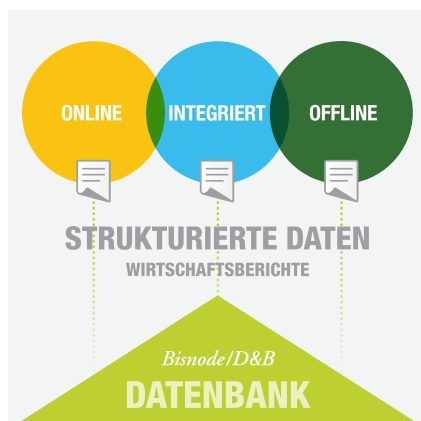 ONLINE
INTEGRIERT
OFFLINE
STRUKTURIERTE DATEN
WIRTSCHAFTSBERICHTE
Bisnode/D&B
DATENBANK